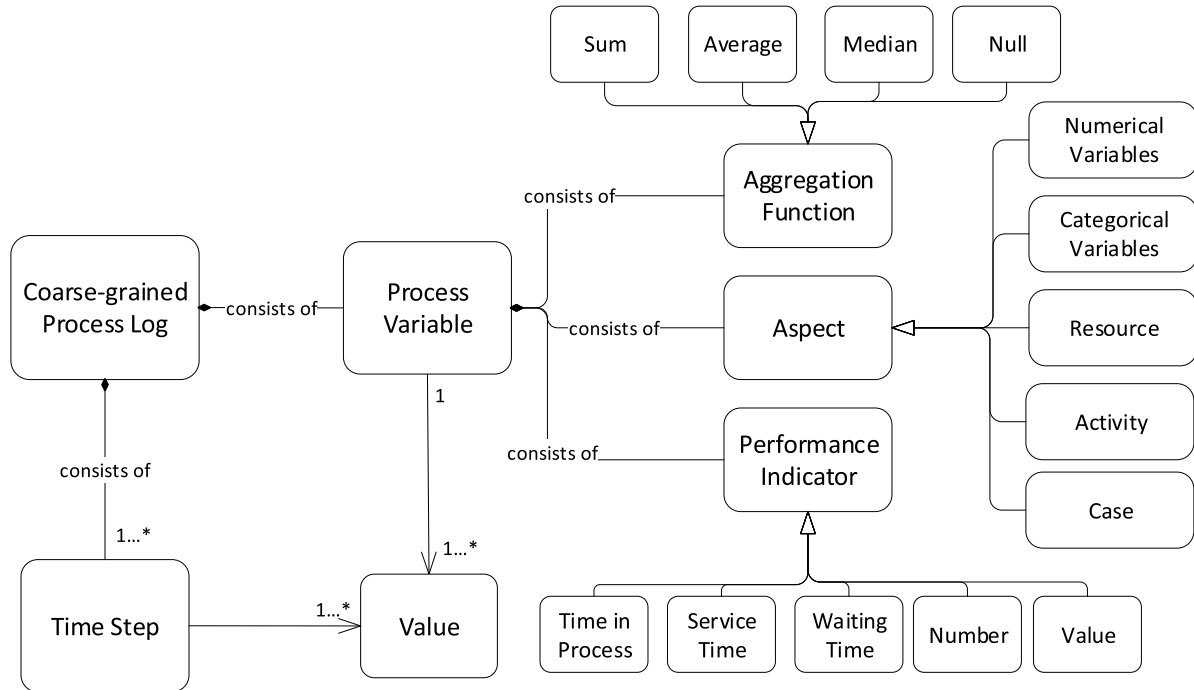 Sum
Average
Median
Null
Numerical
Variables
Aggregation
Function
consists of
Categorical
Variables
Coarse-grained
Process Log
consists of
Process
Variable
consists of
Aspect
Resource
1
Activity
Performance
Indicator
consists of
consists of
Case
1...*
1...*
Time Step
1...*
Value
Time in
Process
Service
Time
Waiting
Time
Number
Value